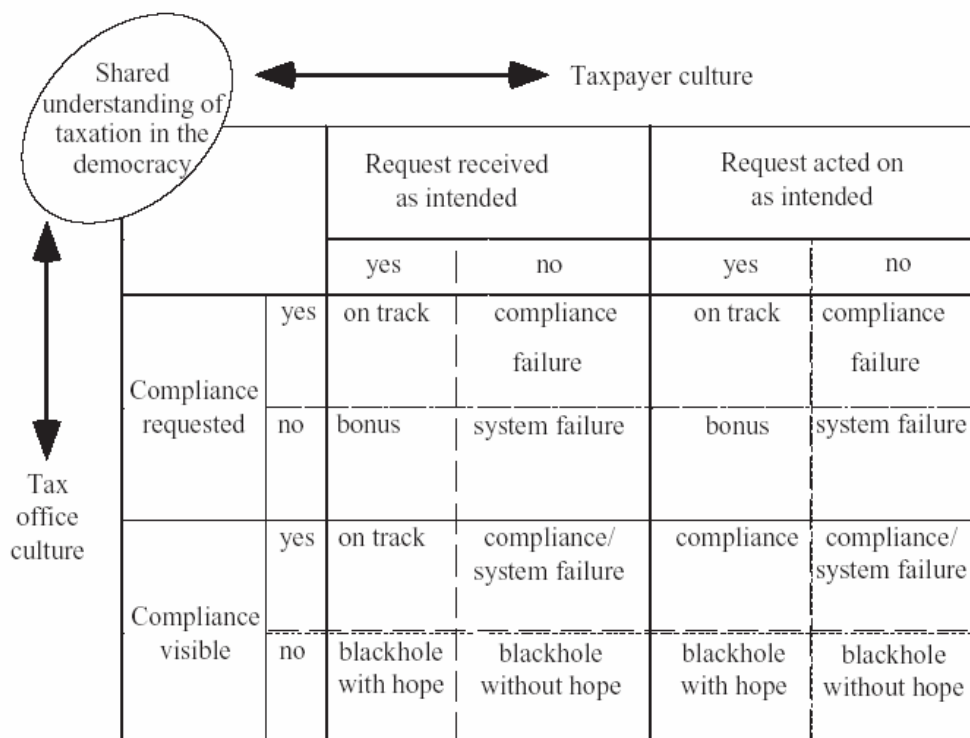 Shared
understanding of
taxation in the
democracy
Taxpayer culture
Request received
as intended
Request acted on
as intended
yes
no
yes
no
Compliance
requested
yes
on track
compliance
failure
on track
compliance
failure
no
bonus
system failure
bonus
system failure
Tax
office
culture
Compliance
visible
yes
on track
compliance/
system failure
compliance
compliance/
system failure
no
blackhole
with hope
blackhole
without hope
blackhole
with hope
blackhole
without hope